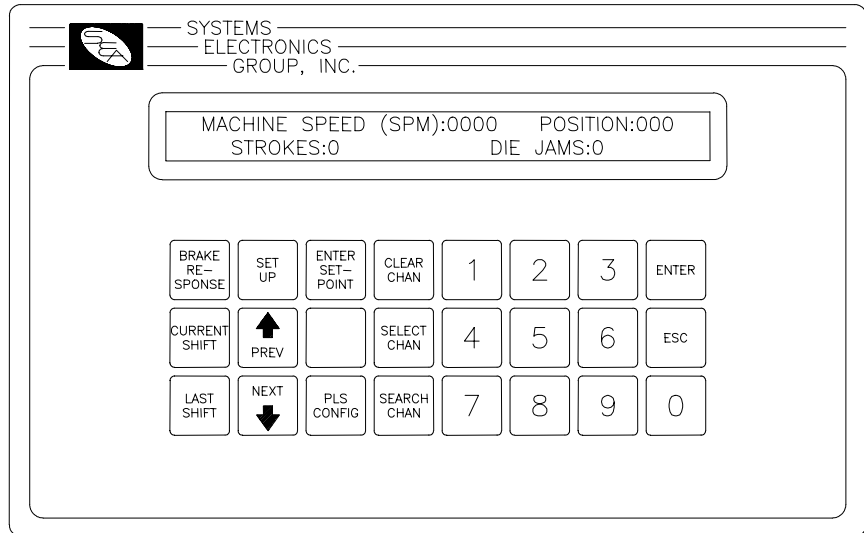 SEA
SYSTEMS
ELECTRONICS
GROUP, INC.
MACHINE SPEED (SPM):0000 POSITION:000
STROKES:0 DIE JAMS:0
BRAKE
RE-
SPONSE
SET
UP
ENTER
SET-
POINT
CLEAR
CHAN
1
2
3
ENTER
CURRENT
SHIFT
PREV
SELECT
CHAN
4
5
6
ESC
LAST
SHIFT
NEXT
PLS
CONFIG
SEARCH
CHAN
7
8
9
0